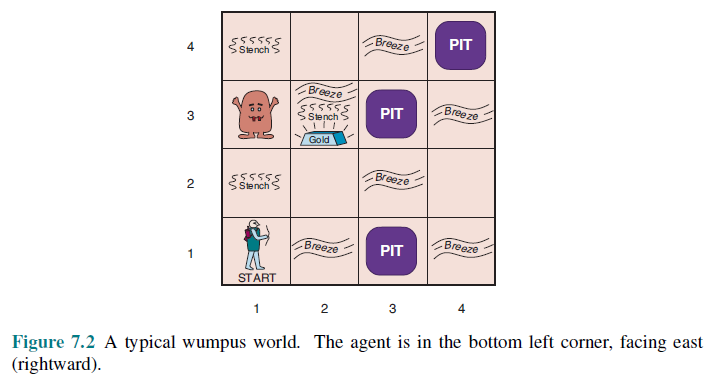 4
Stench
Breeze
PIT
3
Breeze
Stench
Gold
PIT
Breeze
2
Stench
Breeze
1
START
Breeze
PIT
Breeze
1 2 3 4
Figure 7.2 A typical wumpus world. The agent is in the bottom left corner, facing east
(rightward).